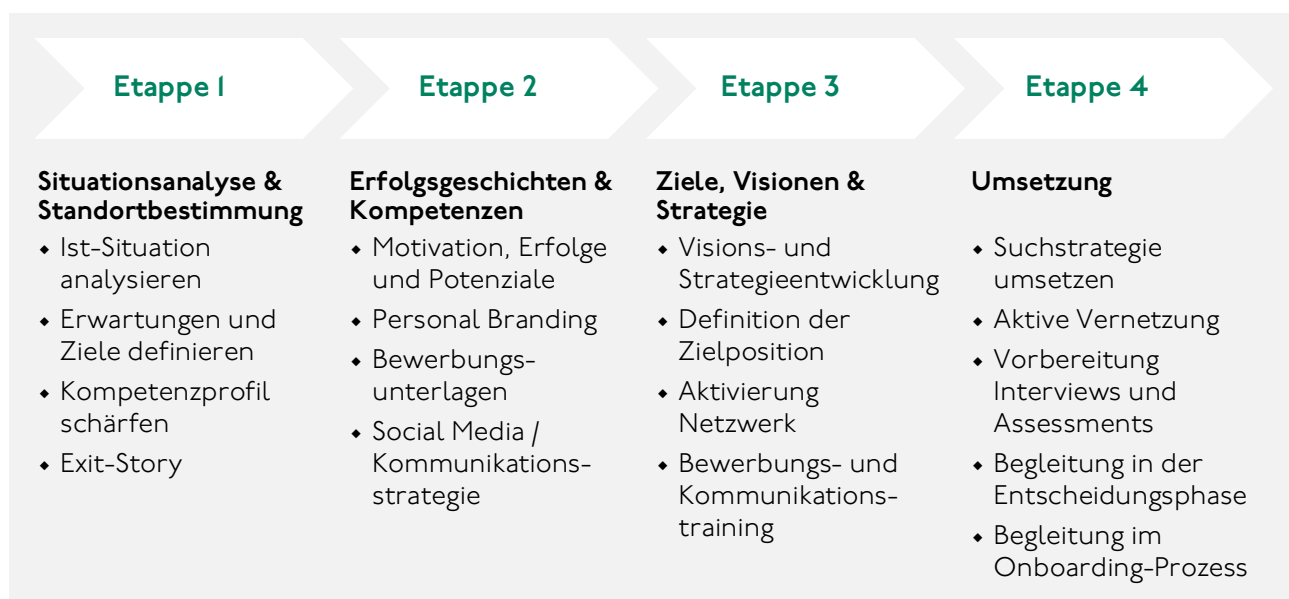 Etappe 1
Etappe 2
Etappe 3
Etappe 4
Situationsanalyse &
Standortbestimmung
◆ Ist-Situation
analysieren
◆ Erwartungen und
Ziele definieren
◆ Kompetenzprofil
schärfen
◆ Exit-Story
Erfolgsgeschichten &
Kompetenzen
◆ Motivation, Erfolge
und Potenziale
◆ Personal Branding
◆ Bewerbungs-
unterlagen
◆ Social Media /
Kommunikations-
strategie
Ziele, Visionen &
Strategie
◆ Visions- und
Strategieentwicklung
◆ Definition der
Zielposition
◆ Aktivierung
Netzwerk
◆ Bewerbungs- und
Kommunikations-
training
Umsetzung
◆ Suchstrategie
umsetzen
◆ Aktive Vernetzung
◆ Vorbereitung
Interviews und
Assessments
◆ Begleitung in der
Entscheidungsphase
◆ Begleitung im
Onboarding-Prozess